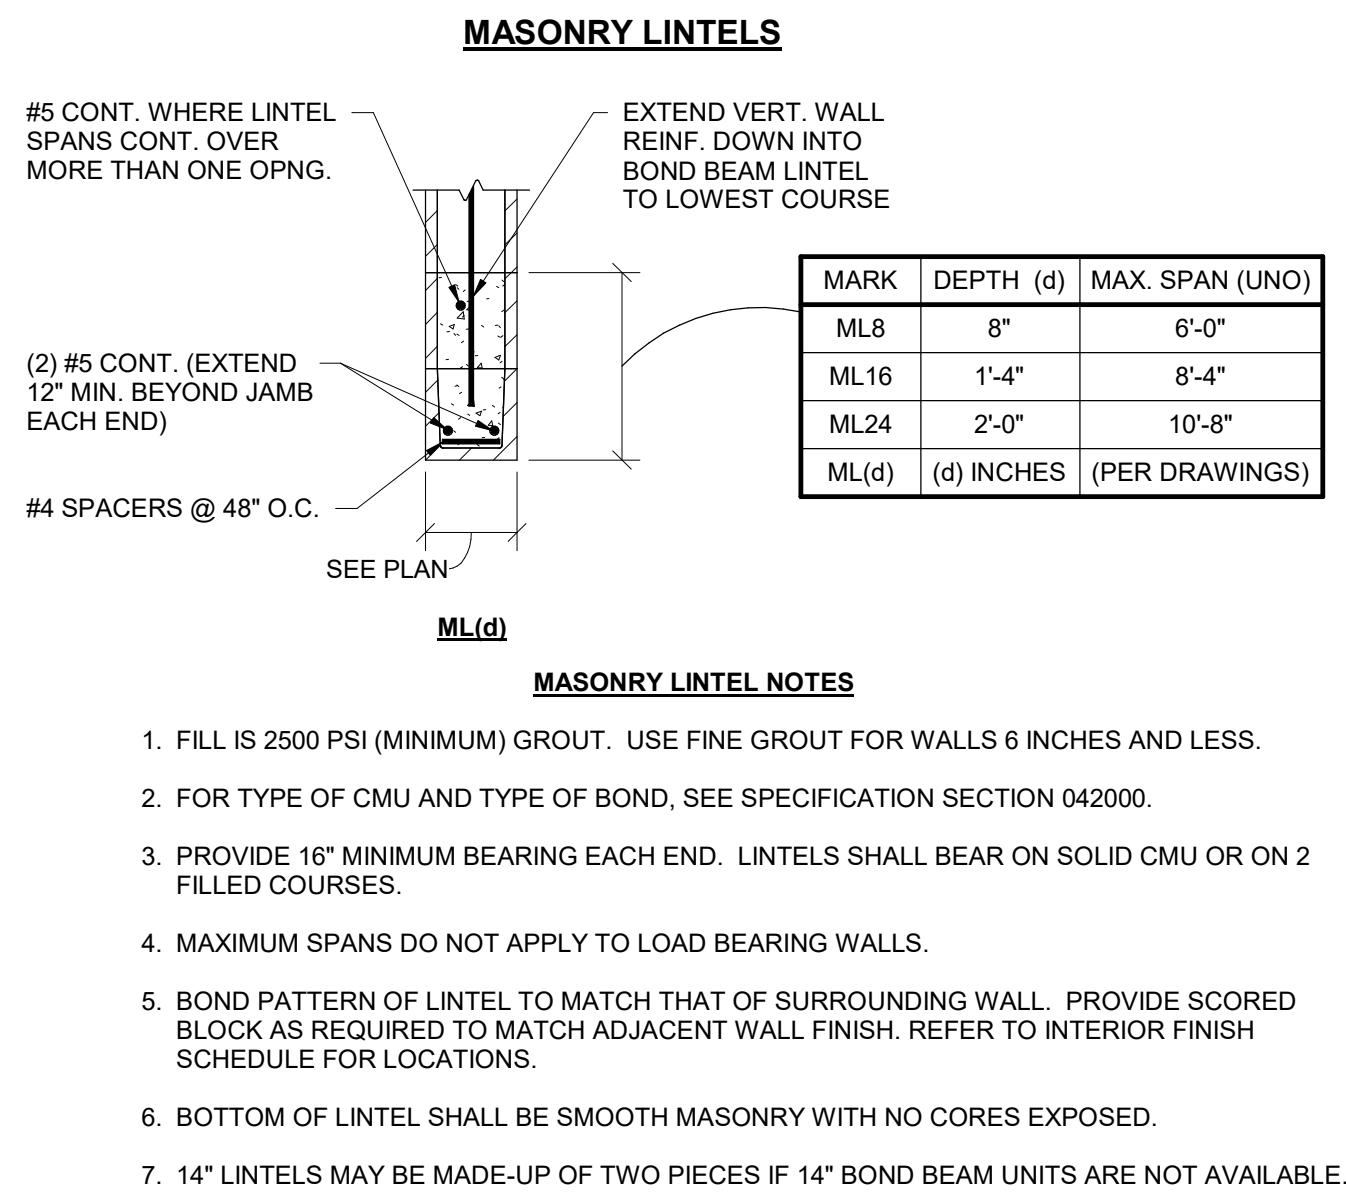 MASONRY LINTELS
#5 CONT. WHERE LINTEL
SPANS CONT. OVER
MORE THAN ONE OPNG.
EXTEND VERT. WALL
REINF. DOWN INTO
BOND BEAM LINTEL
TO LOWEST COURSE
MARK DEPTH (d) MAX. SPAN (UNO)
ML8 8" 6'-0"
ML16 1'-4" 8'-4"
ML24 2'-0" 10'-8"
ML(d) (d) INCHES (PER DRAWINGS)
(2) #5 CONT. (EXTEND
12" MIN. BEYOND JAMB
EACH END)
#4 SPACERS @ 48" O.C.
SEE PLAN
ML(d)
MASONRY LINTEL NOTES
1. FILL IS 2500 PSI (MINIMUM) GROUT. USE FINE GROUT FOR WALLS 6 INCHES AND LESS.
2. FOR TYPE OF CMU AND TYPE OF BOND, SEE SPECIFICATION SECTION 042000.
3. PROVIDE 16" MINIMUM BEARING EACH END. LINTELS SHALL BEAR ON SOLID CMU OR ON 2
FILLED COURSES.
4. MAXIMUM SPANS DO NOT APPLY TO LOAD BEARING WALLS.
5. BOND PATTERN OF LINTEL TO MATCH THAT OF SURROUNDING WALL. PROVIDE SCORED
BLOCK AS REQUIRED TO MATCH ADJACENT WALL FINISH. REFER TO INTERIOR FINISH
SCHEDULE FOR LOCATIONS.
6. BOTTOM OF LINTEL SHALL BE SMOOTH MASONRY WITH NO CORES EXPOSED.
7. 14" LINTELS MAY BE MADE-UP OF TWO PIECES IF 14" BOND BEAM UNITS ARE NOT AVAILABLE.